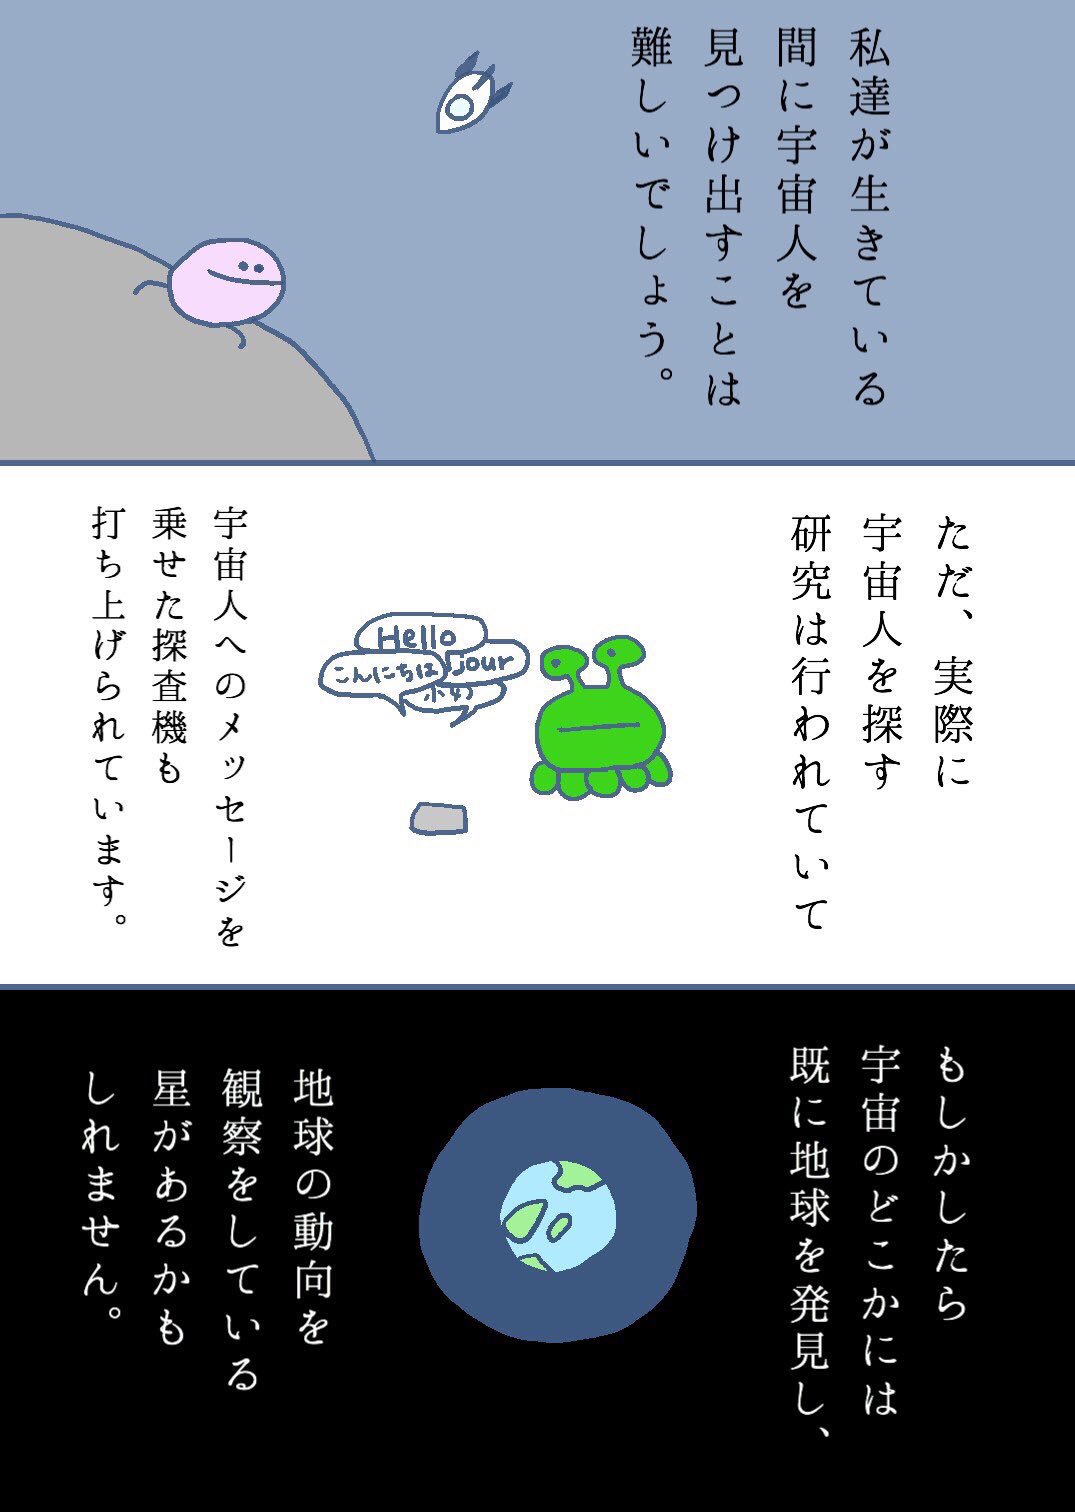 私達が生きている
間に宇宙人を
見つけ出すことは
難しいでしょう。
ただ、実際に
宇宙人を探す
研究は行われていて
Hello
jour
こんにちは
宇宙人へのメッセージを
乗せた探査機も
打ち上げられています。
もしかしたら
宇宙のどこかには
既に地球を発見し、
地球の動向を
観察をしている
星があるかも
しれません。